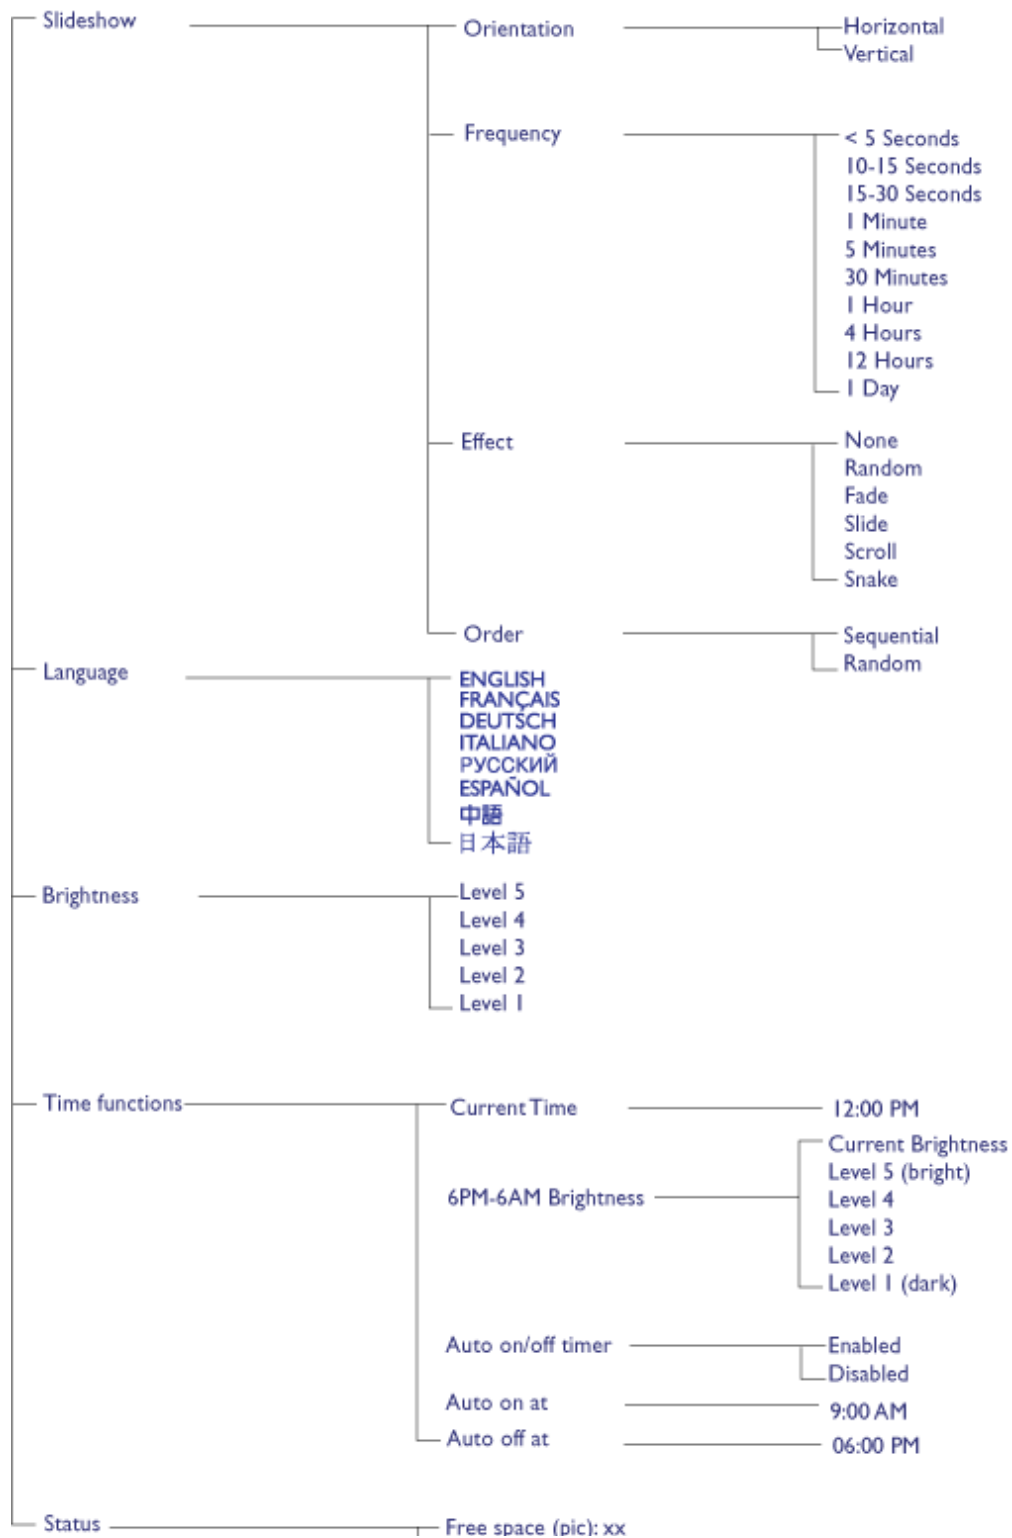 Slideshow
Orientation
Horizontal
Vertical
Frequency
< 5 Seconds
10-15 Seconds
15-30 Seconds
1 Minute
5 Minutes
30 Minutes
1 Hour
4 Hours
12 Hours
1 Day
Effect
None
Random
Fade
Slide
Scroll
Snake
Order
Sequential
Random
Language
ENGLISH
FRANÇAIS
DEUTSCH
ITALIANO
РУССКИЙ
ESPAÑOL
中語
日本語
Brightness
Level 5
Level 4
Level 3
Level 2
Level 1
Time functions
Current Time
12:00 PM
6PM-6AM Brightness
Current Brightness
Level 5 (bright)
Level 4
Level 3
Level 2
Level 1 (dark)
Auto on/off timer
Enabled
Disabled
Auto on at
9:00 AM
Auto off at
06:00 PM
Status
Free space (pic): xx